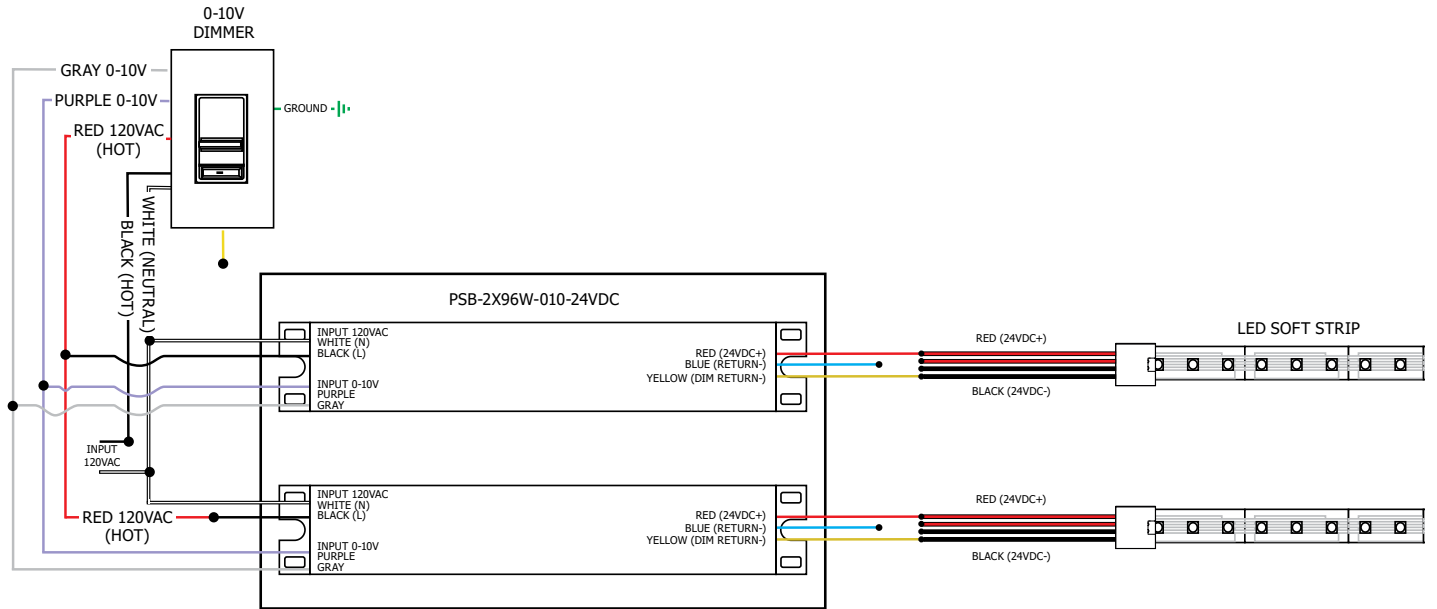 0-10V
DIMMER
GRAY 0-10V
PURPLE 0-10V
RED 120VAC
(HOT)
GROUND
WHITE (NEUTRAL)
BLACK (HOT)
PSB-2X96W-010-24VDC
INPUT 120VAC
WHITE (N)
BLACK (L)
INPUT 0-10V
PURPLE
GRAY
RED (24VDC+)
BLUE (RETURN-)
YELLOW (DIM RETURN-)
RED (24VDC+)
BLACK (24VDC-)
LED SOFT STRIP
INPUT
120VAC
RED 120VAC
(HOT)
INPUT 120VAC
WHITE (N)
BLACK (L)
INPUT 0-10V
PURPLE
GRAY
RED (24VDC+)
BLUE (RETURN-)
YELLOW (DIM RETURN-)
RED (24VDC+)
BLACK (24VDC-)